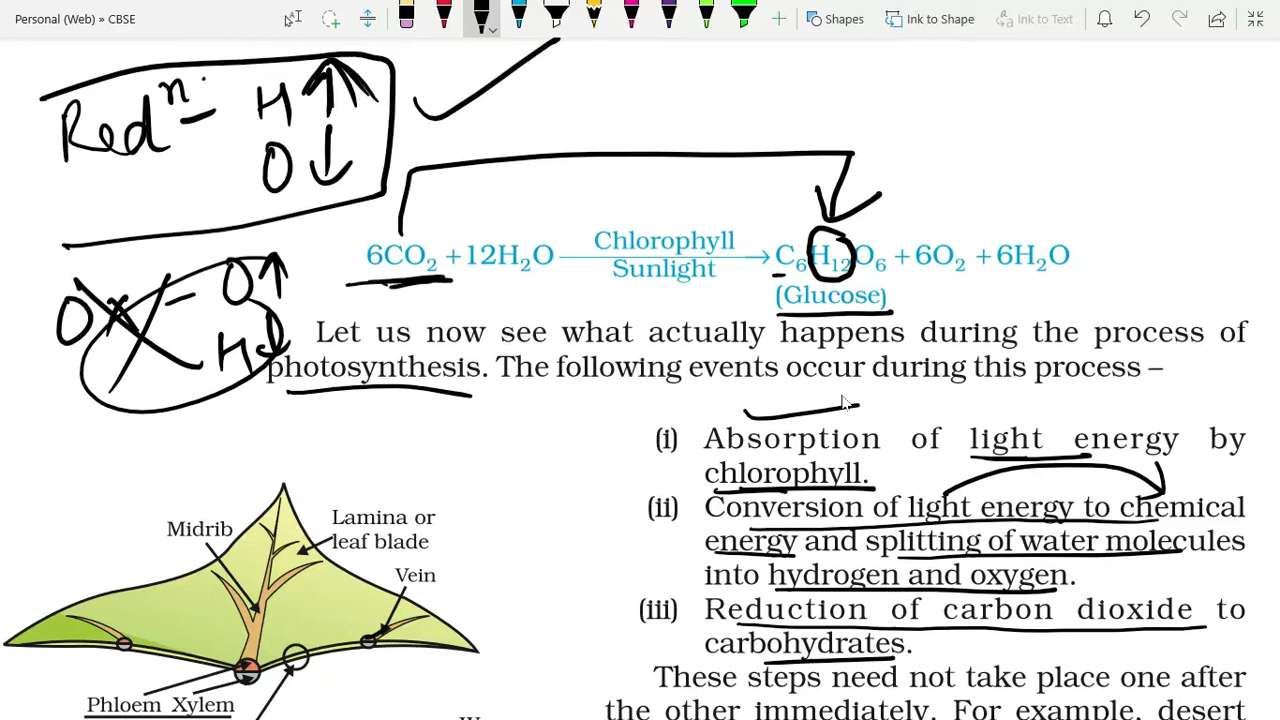 Personal (Web) » CBSE
Shapes
Ink to Shape
Ink to Text
Redⁿ H ↑
O ↓
6CO₂ +12H₂O Chlorophyll Sunlight → C₆H₁₂O₆ + 6O₂ + 6H₂O
(Glucose)
Ox - O ↑
H ↓
Let us now see what actually happens during the process of
photosynthesis. The following events occur during this process –
(i) Absorption of light energy by
chlorophyll.
(ii) Conversion of light energy to chemical
energy and splitting of water molecules
into hydrogen and oxygen.
(iii) Reduction of carbon dioxide to
carbohydrates.
These steps need not take place one after
the other immediately. For example, desert
Midrib
Lamina or
leaf blade
Vein
Phloem Xylem